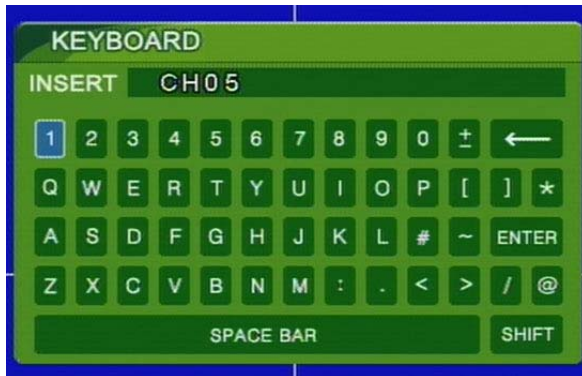 KEYBOARD
INSERT CH05
1 2 3 4 5 6 7 8 9 0 ± ←
Q W E R T Y U I O P [ ] *
A S D F G H J K L # ~ ENTER
Z X C V B N M : . < > / @
SPACE BAR SHIFT